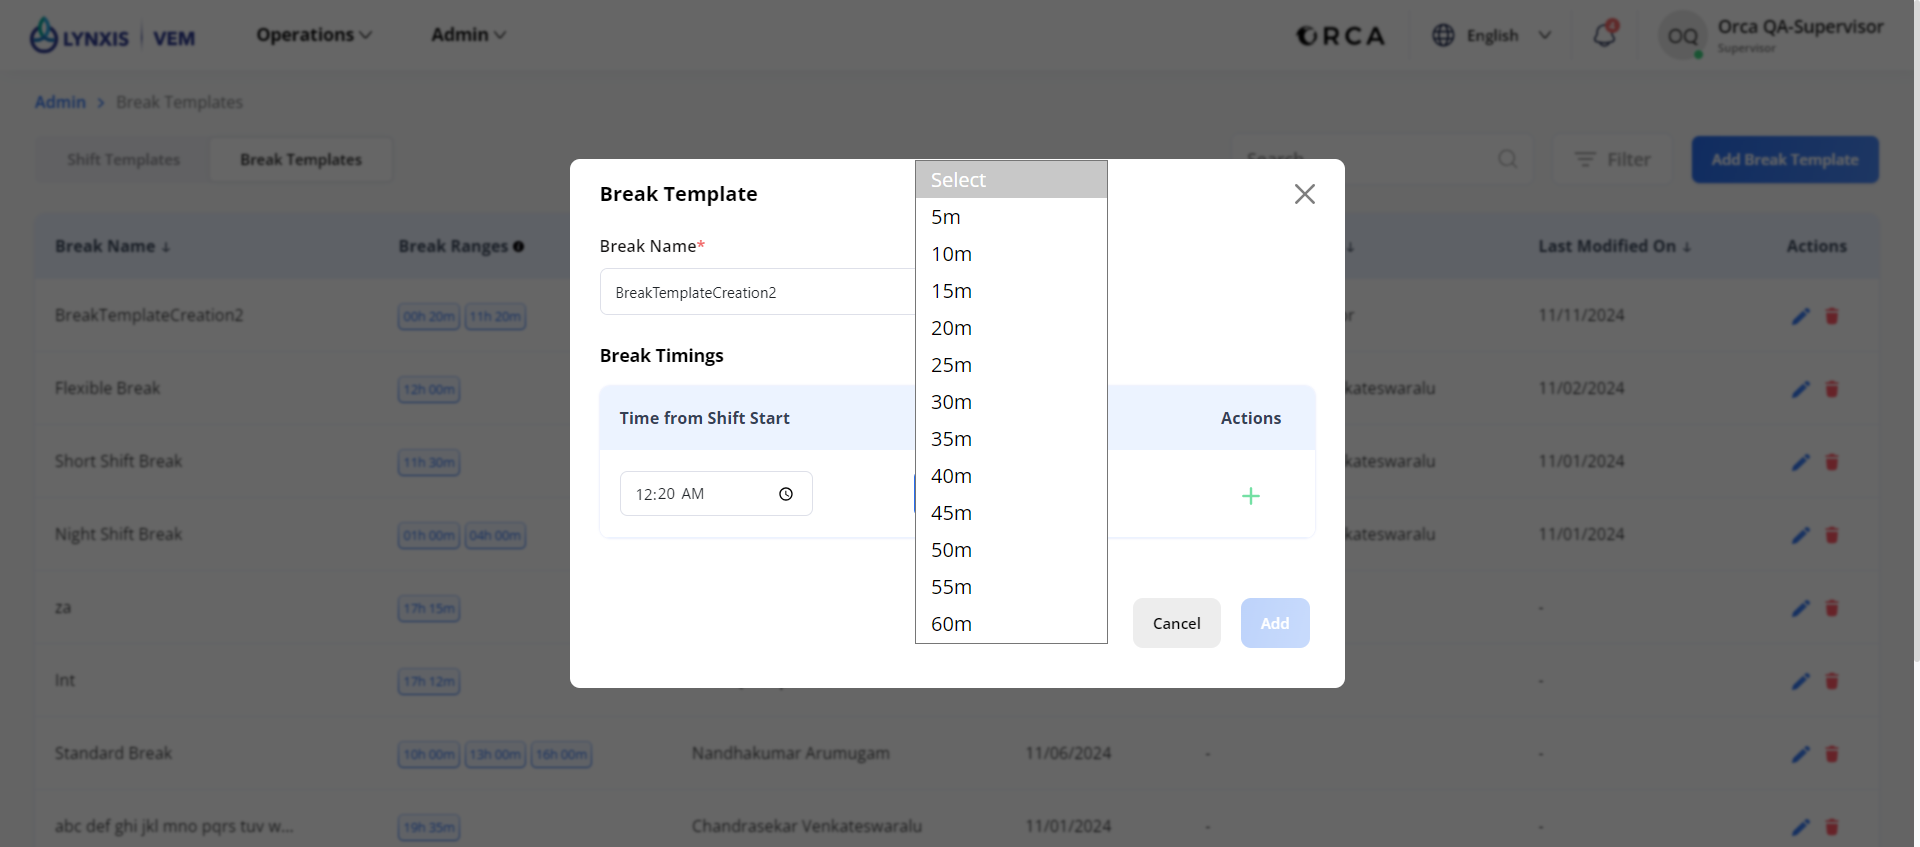 LYNXIS VEM Operations Admin ORCA English 4 OQ Orca QA-Supervisor
Supervisor
Admin > Break Templates
Shift Templates Break Templates Search Filter Add Break Template
Break Name ↓ Break Ranges ↓ Last Modified On ↓ Actions
BreakTemplateCreation2 00h 20m 11h 20m or 11/11/2024
Flexible Break 12h 00m kateswaralu 11/02/2024
Short Shift Break 11h 30m kateswaralu 11/01/2024
Night Shift Break 01h 00m 04h 00m kateswaralu 11/01/2024
za 17h 15m -
Int 17h 12m - -
Standard Break 10h 00m 13h 00m 16h 00m Nandhakumar Arumugam 11/06/2024 - -
abc def ghi jkl mno pqrs tuv w... 19h 35m Chandrasekar Venkateswaralu 11/01/2024 - -
Break Template
Break Name*
BreakTemplateCreation2
Break Timings
Time from Shift Start Actions
12:20 AM
Select
5m
10m
15m
20m
25m
30m
35m
40m
45m
50m
55m
60m
Cancel Add